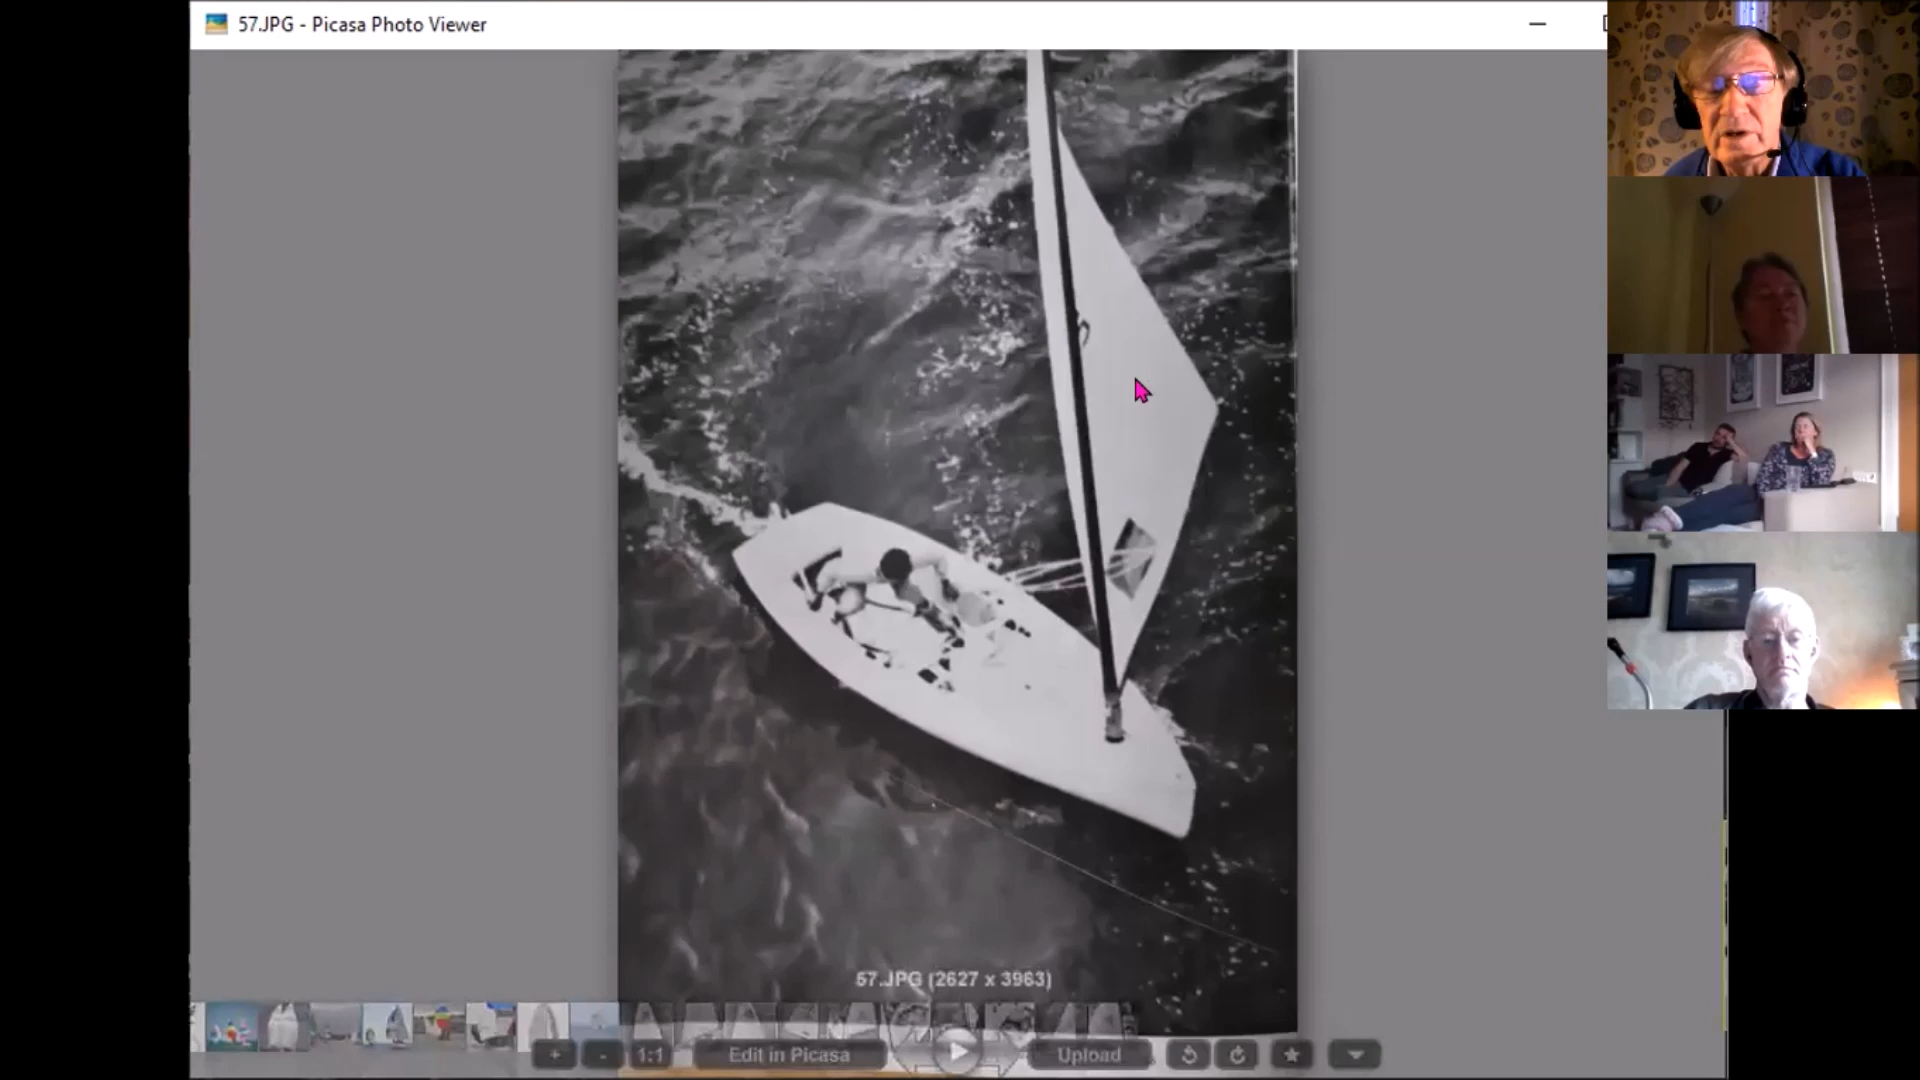 57.JPG - Picasa Photo Viewer
57.JPG (2627 x 3963)
+ - 1:1 Edit in Picasa Upload